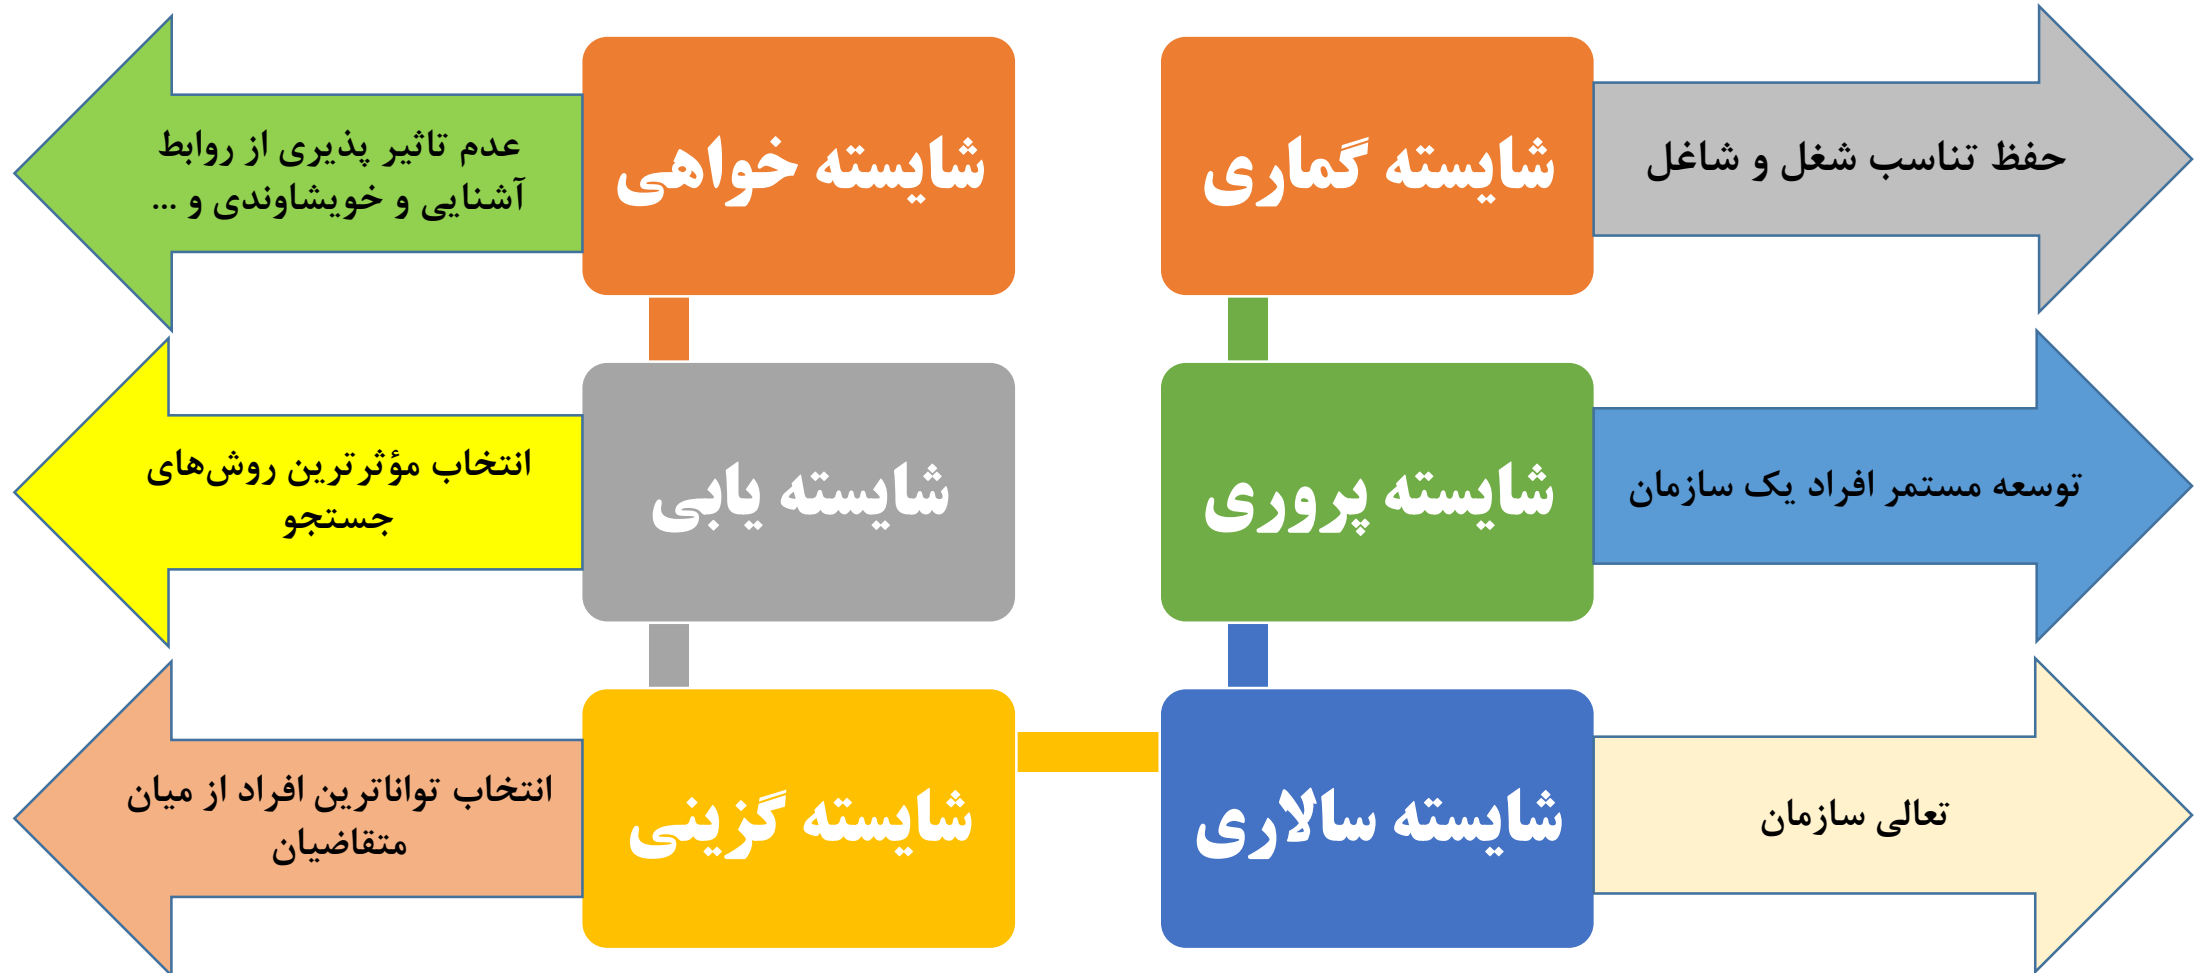 شایسته گماری
حفظ تناسب شغل و شاغل
شایسته خواهی
عدم تاثیر پذیری از روابط
آشنایی و خویشاوندی و ...
شایسته پروری
توسعه مستمر افراد یک سازمان
شایسته یابی
انتخاب مؤثرترین روش‌های
جستجو
شایسته سالاری
تعالی سازمان
شایسته گزینی
انتخاب تواناترین افراد از میان
متقاضیان